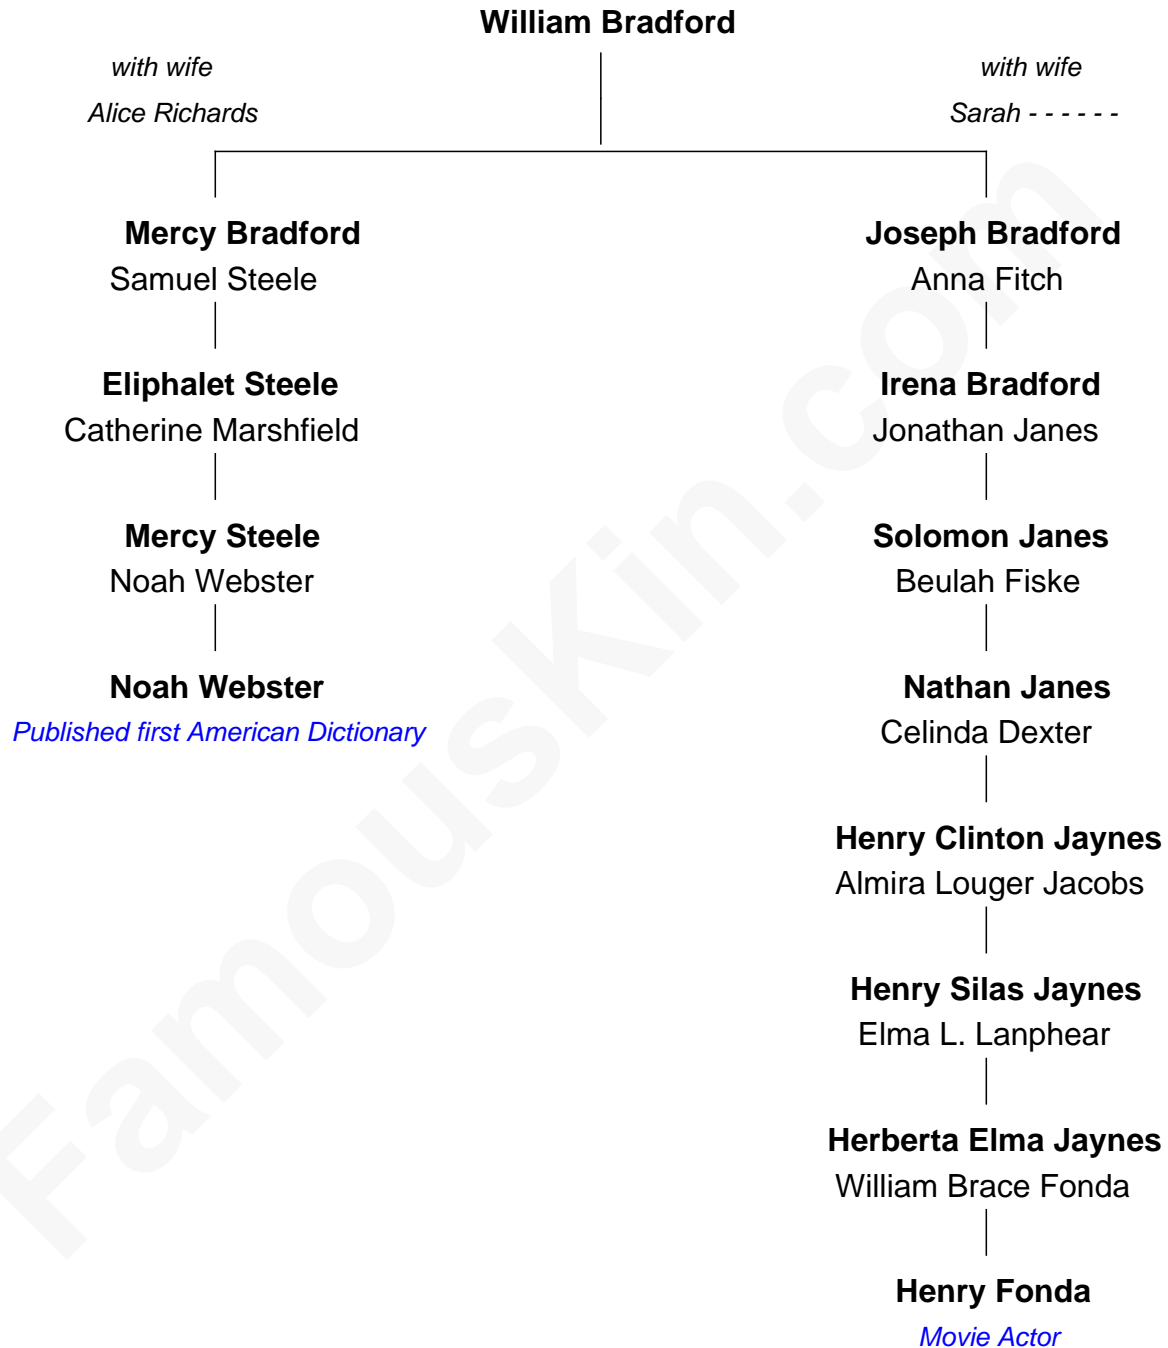 William Bradford
with wife
Alice Richards
with wife
Sarah - - - - - -
Mercy Bradford
Samuel Steele
Joseph Bradford
Anna Fitch
Eliphalet Steele
Catherine Marshfield
Irena Bradford
Jonathan Janes
Mercy Steele
Noah Webster
Solomon Janes
Beulah Fiske
Noah Webster
Published first American Dictionary
Nathan Janes
Celinda Dexter
Henry Clinton Jaynes
Almira Louger Jacobs
Henry Silas Jaynes
Elma L. Lanphear
Herberta Elma Jaynes
William Brace Fonda
Henry Fonda
Movie Actor
FamousKin.com